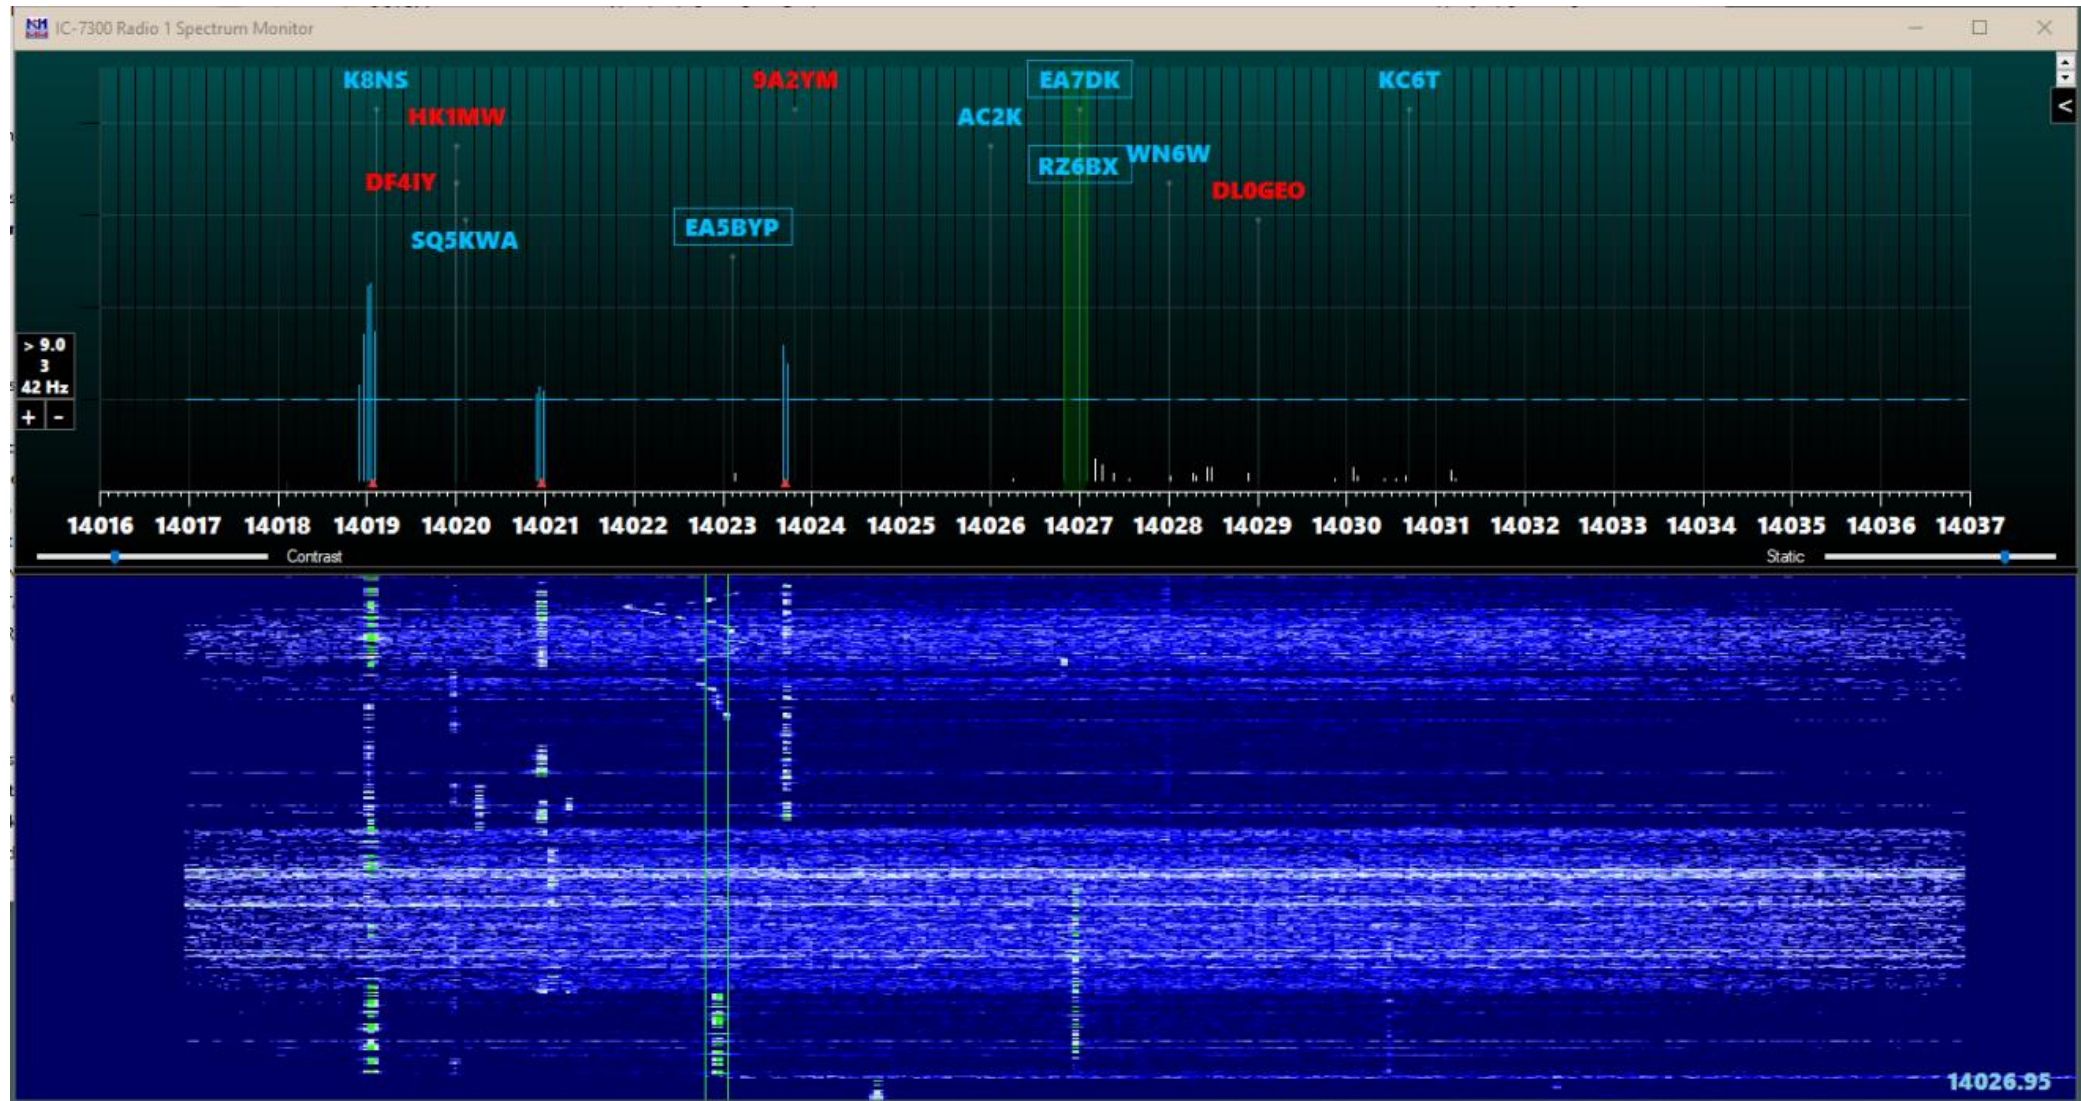 IC-7300 Radio 1 Spectrum Monitor
K8NS
9A2YM
EA7DK
KC6T
HK1MW
AC2K
<
DF4IY
RZ6BX
WN6W
DL0GEO
SQ5KWA
EA5BYP
> 9.0
3
42 Hz
+ -
14016 14017 14018 14019 14020 14021 14022 14023 14024 14025 14026 14027 14028 14029 14030 14031 14032 14033 14034 14035 14036 14037
Contrast
Static
14026.95